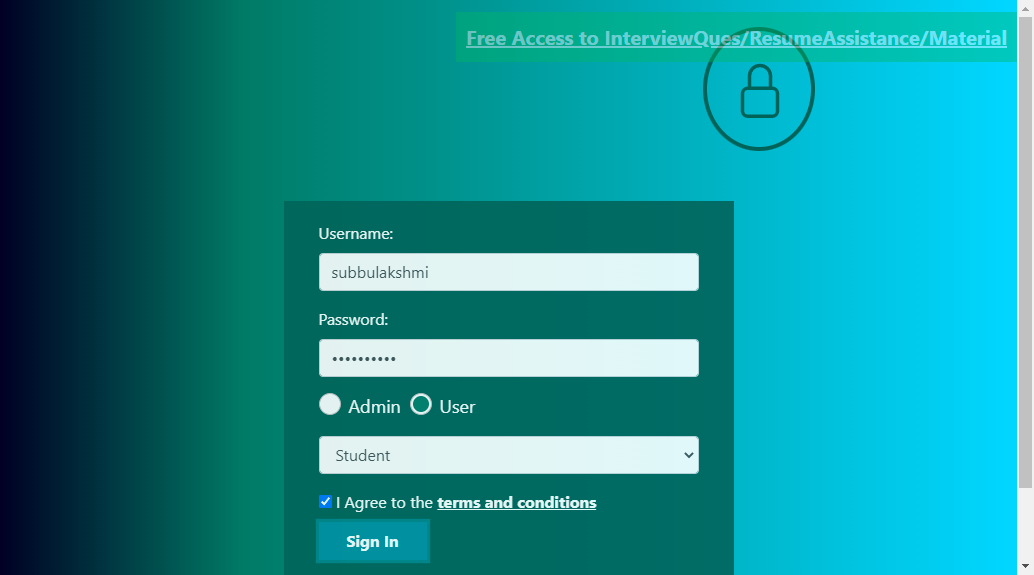 Free Access to InterviewQues/ResumeAssistance/Material
Username:
subbulakshmi
Password:
••••••••••
Admin User
Student
I Agree to the terms and conditions
Sign In